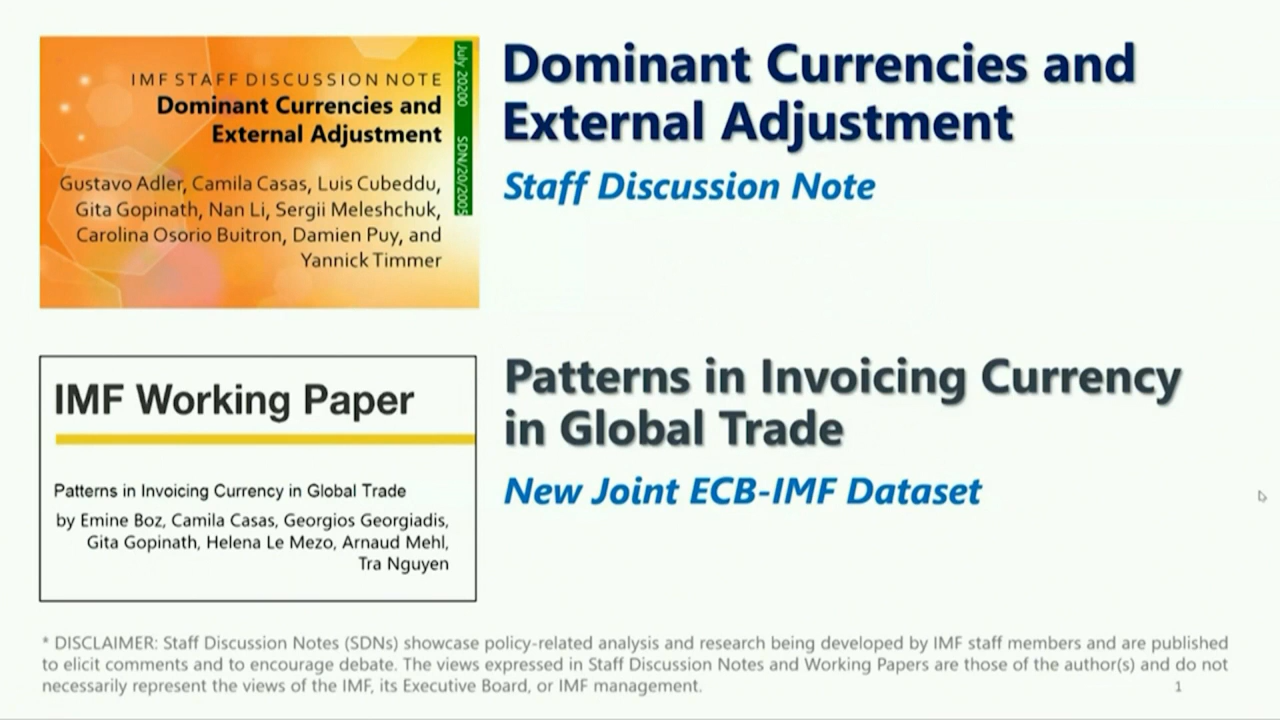 IMF STAFF DISCUSSION NOTE
Dominant Currencies and
External Adjustment
Gustavo Adler, Camila Casas, Luis Cubeddu,
Gita Gopinath, Nan Li, Sergii Meleshchuk,
Carolina Osorio Buitron, Damien Puy, and
Yannick Timmer
July 20200 SDN/20/2005
Dominant Currencies and
External Adjustment
Staff Discussion Note
IMF Working Paper
Patterns in Invoicing Currency in Global Trade
by Emine Boz, Camila Casas, Georgios Georgiadis,
Gita Gopinath, Helena Le Mezo, Arnaud Mehl,
Tra Nguyen
Patterns in Invoicing Currency
in Global Trade
New Joint ECB-IMF Dataset
* DISCLAIMER: Staff Discussion Notes (SDNs) showcase policy-related analysis and research being developed by IMF staff members and are published
to elicit comments and to encourage debate. The views expressed in Staff Discussion Notes and Working Papers are those of the author(s) and do not
necessarily represent the views of the IMF, its Executive Board, or IMF management.
1